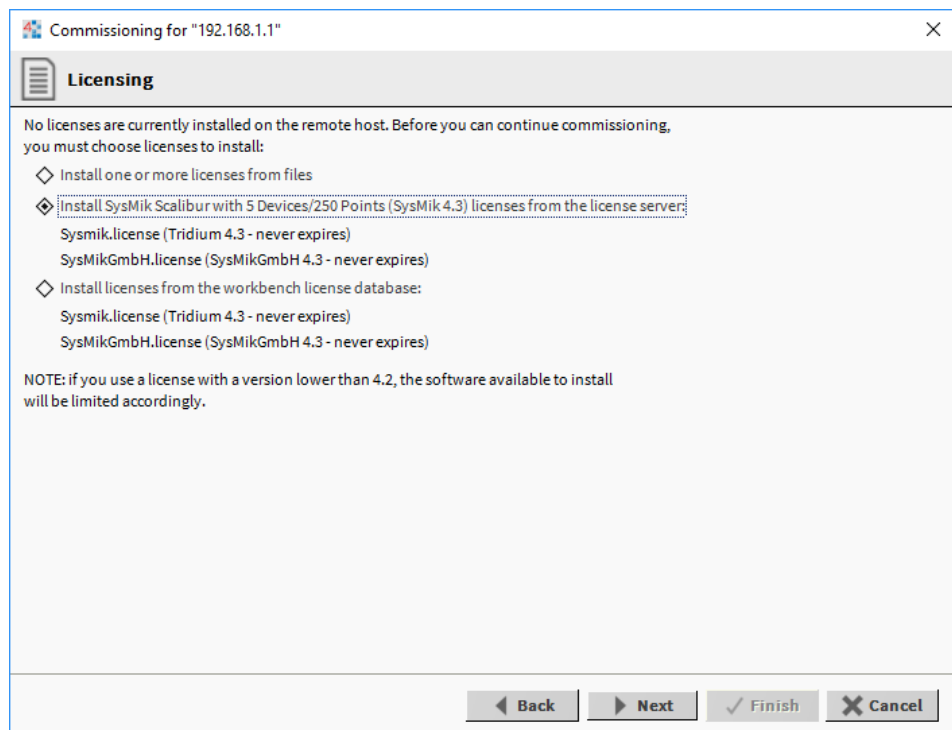 Commissioning for "192.168.1.1"
Licensing
No licenses are currently installed on the remote host. Before you can continue commissioning,
you must choose licenses to install:
Install one or more licenses from files
Install SysMik Scalibur with 5 Devices/250 Points (SysMik 4.3) licenses from the license server:
Sysmik.license (Tridium 4.3 - never expires)
SysMikGmbH.license (SysMikGmbH 4.3 - never expires)
Install licenses from the workbench license database:
Sysmik.license (Tridium 4.3 - never expires)
SysMikGmbH.license (SysMikGmbH 4.3 - never expires)
NOTE: if you use a license with a version lower than 4.2, the software available to install
will be limited accordingly.
Back Next Finish Cancel